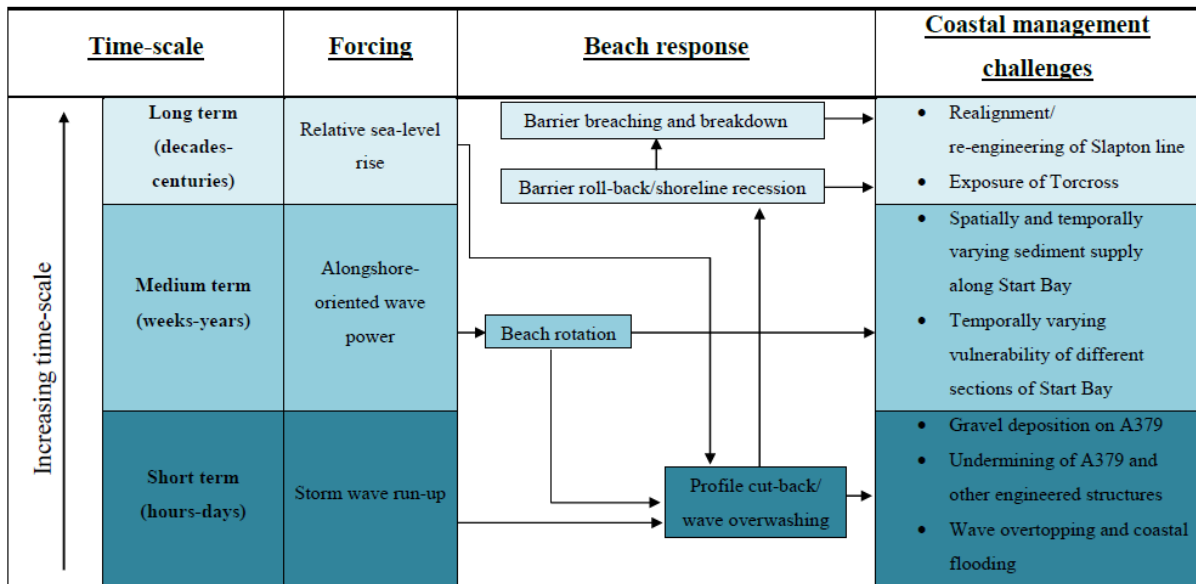 Time-scale
Forcing
Beach response
Coastal management
challenges
Increasing time-scale
Long term
(decades-
centuries)
Relative sea-level
rise
Barrier breaching and breakdown
Barrier roll-back/shoreline recession
• Realignment/
re-engineering of Slapton line
• Exposure of Torcross
Medium term
(weeks-years)
Alongshore-
oriented wave
power
Beach rotation
• Spatially and temporally
varying sediment supply
along Start Bay
• Temporally varying
vulnerability of different
sections of Start Bay
Short term
(hours-days)
Storm wave run-up
Profile cut-back/
wave overwashing
• Gravel deposition on A379
• Undermining of A379 and
other engineered structures
• Wave overtopping and coastal
flooding